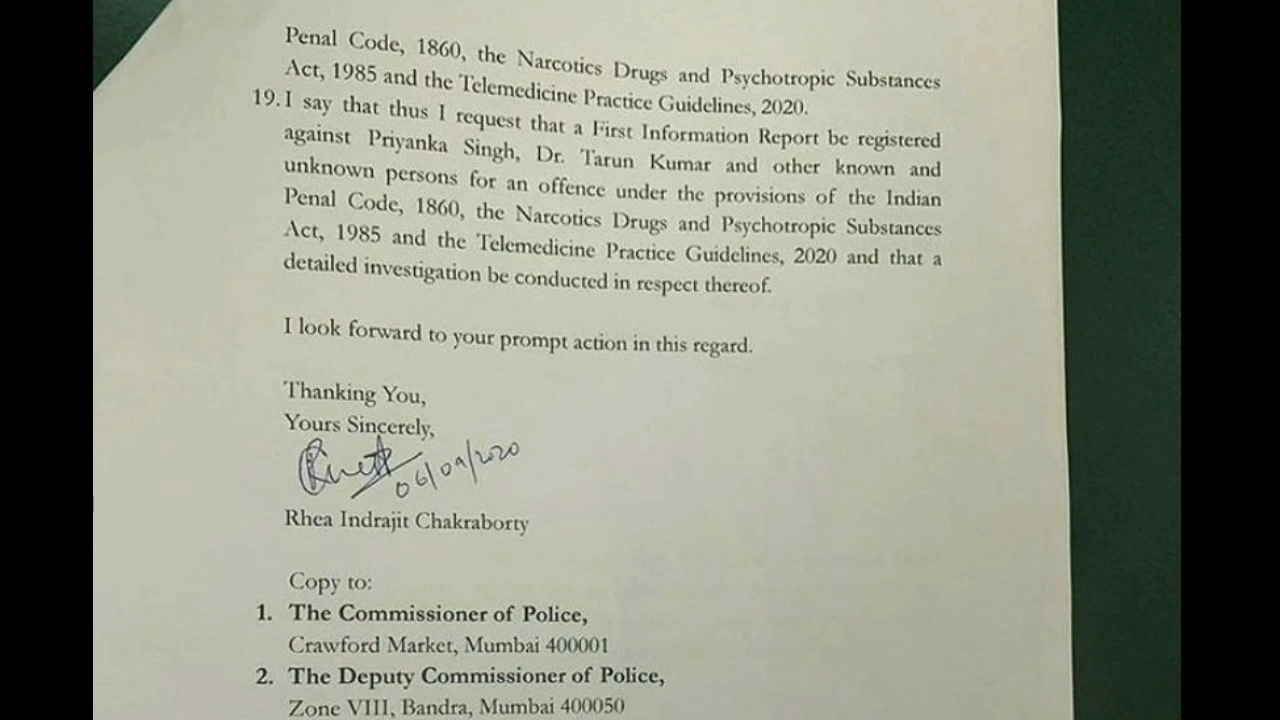 Penal Code, 1860, the Narcotics Drugs and Psychotropic Substances
Act, 1985 and the Telemedicine Practice Guidelines, 2020.
19. I say that thus I request that a First Information Report be registered
against Priyanka Singh, Dr. Tarun Kumar and other known and
unknown persons for an offence under the provisions of the Indian
Penal Code, 1860, the Narcotics Drugs and Psychotropic Substances
Act, 1985 and the Telemedicine Practice Guidelines, 2020 and that a
detailed investigation be conducted in respect thereof.
I look forward to your prompt action in this regard.
Thanking You,
Yours Sincerely,
06/09/2020
Rhea Indrajit Chakraborty
Copy to:
1. The Commissioner of Police,
Crawford Market, Mumbai 400001
2. The Deputy Commissioner of Police,
Zone VIII, Bandra, Mumbai 400050